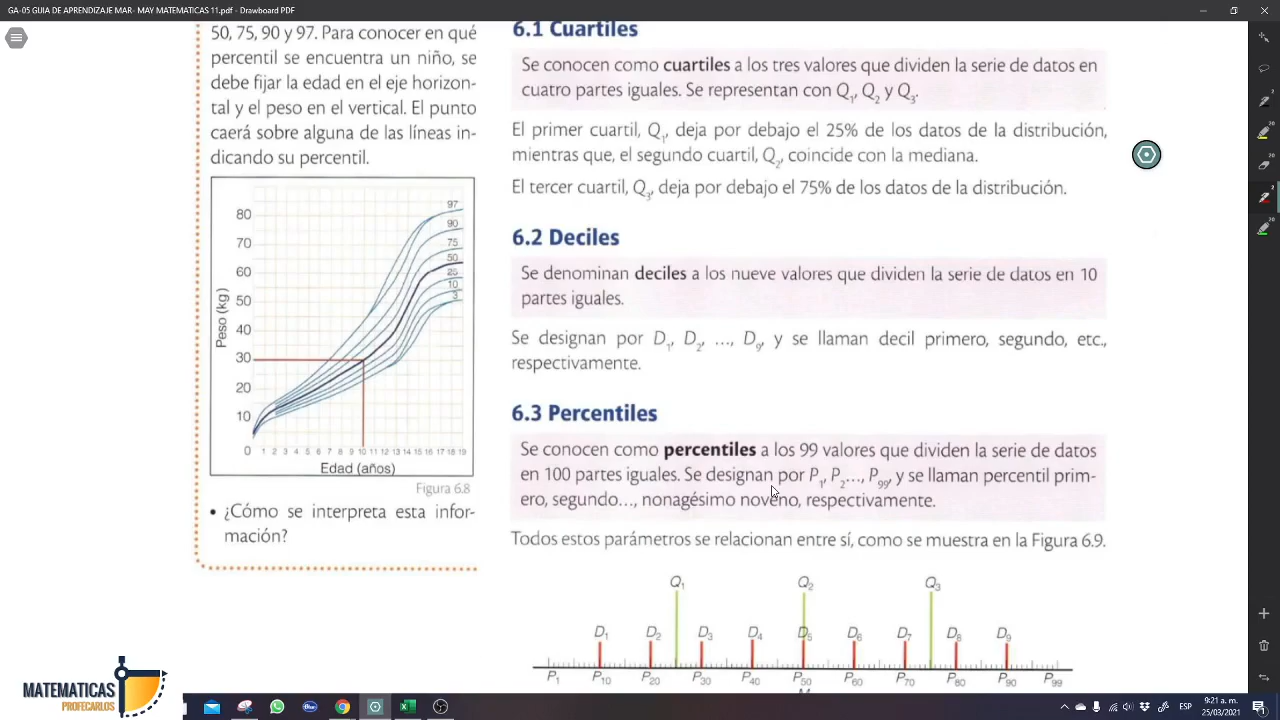 GA-05 GUIA DE APRENDIZAJE MAR- MAY MATEMATICAS 11.pdf - Drawboard PDF
50, 75, 90 y 97. Para conocer en qué
percentil se encuentra un niño, se
debe fijar la edad en el eje horizon-
tal y el peso en el vertical. El punto
caerá sobre alguna de las líneas in-
dicando su percentil.
97
90
75
50
25
10
3
80
70
60
50
40
30
20
10
0
Peso (kg)
1 2 3 4 5 6 7 8 9 10 11 12 13 14 15 16 17 18 19
Edad (años)
Figura 6.8
• ¿Cómo se interpreta esta infor-
mación?
6.1 Cuartiles
Se conocen como cuartiles a los tres valores que dividen la serie de datos en
cuatro partes iguales. Se representan con Q₁, Q₂ y Q₃.
El primer cuartil, Q₁, deja por debajo el 25% de los datos de la distribución,
mientras que, el segundo cuartil, Q₂, coincide con la mediana.
El tercer cuartil, Q₃, deja por debajo el 75% de los datos de la distribución.
6.2 Deciles
Se denominan deciles a los nueve valores que dividen la serie de datos en 10
partes iguales.
Se designan por D₁, D₂, ..., D₉, y se llaman decil primero, segundo, etc.,
respectivamente.
6.3 Percentiles
Se conocen como percentiles a los 99 valores que dividen la serie de datos
en 100 partes iguales. Se designan por P₁, P₂..., P₉₉, y se llaman percentil prim-
ero, segundo..., nonagésimo noveno, respectivamente.
Todos estos parámetros se relacionan entre sí, como se muestra en la Figura 6.9.
Q₁ Q₂ Q₃
D₁ D₂ D₃ D₄ D₅ D₆ D₇ D₈ D₉
P₁ P₁₀ P₂₀ P₃₀ P₄₀ P₅₀ P₆₀ P₇₀ P₈₀ P₉₀ P₉₉
MATEMATICAS
PROFECARLOS
ESP
9:21 a. m.
25/03/2021